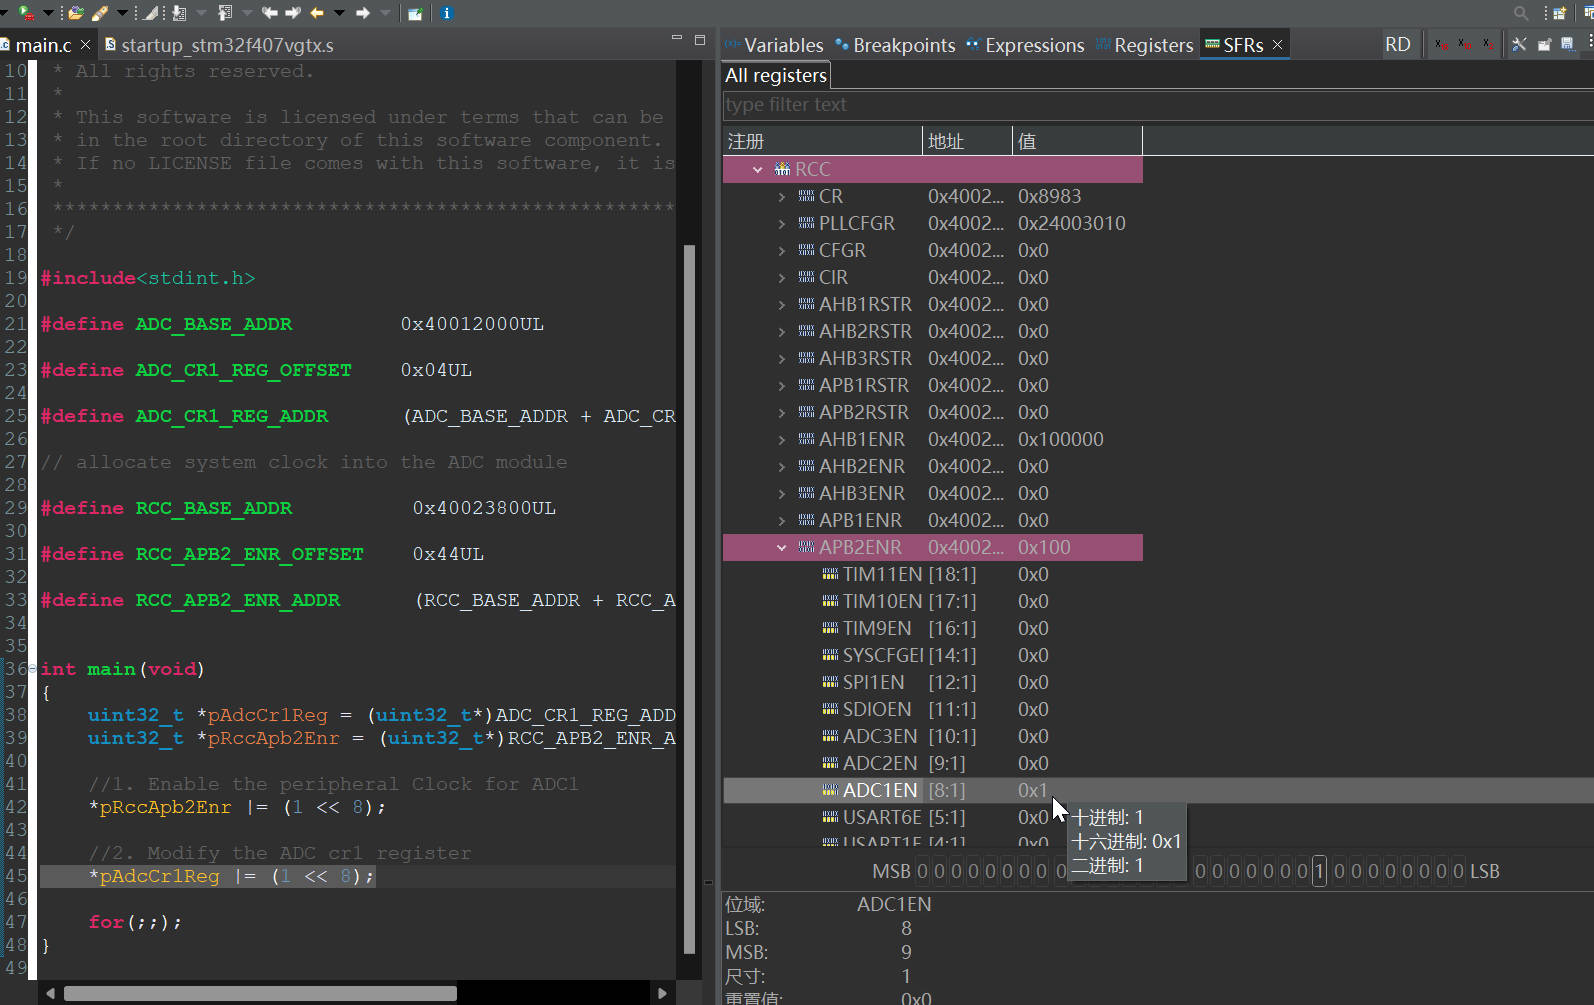 main.c
startup_stm32f407vgtx.s
10 * All rights reserved.
11 *
12 * This software is licensed under terms that can be
13 * in the root directory of this software component.
14 * If no LICENSE file comes with this software, it is
15 *
16 ****************************************************
17 */
18
19 #include<stdint.h>
20
21 #define ADC_BASE_ADDR 0x40012000UL
22
23 #define ADC_CR1_REG_OFFSET 0x04UL
24
25 #define ADC_CR1_REG_ADDR (ADC_BASE_ADDR + ADC_CR
26
27 // allocate system clock into the ADC module
28
29 #define RCC_BASE_ADDR 0x40023800UL
30
31 #define RCC_APB2_ENR_OFFSET 0x44UL
32
33 #define RCC_APB2_ENR_ADDR (RCC_BASE_ADDR + RCC_A
34
35
36 int main(void)
37 {
38 uint32_t *pAdcCr1Reg = (uint32_t*)ADC_CR1_REG_ADD
39 uint32_t *pRccApb2Enr = (uint32_t*)RCC_APB2_ENR_A
40
41 //1. Enable the peripheral Clock for ADC1
42 *pRccApb2Enr |= (1 << 8);
43
44 //2. Modify the ADC cr1 register
45 *pAdcCr1Reg |= (1 << 8);
46
47 for(;;);
48 }
49
Variables Breakpoints Expressions Registers SFRs
RD
All registers
type filter text
注册 地址 值
RCC
CR 0x4002... 0x8983
PLLCFGR 0x4002... 0x24003010
CFGR 0x4002... 0x0
CIR 0x4002... 0x0
AHB1RSTR 0x4002... 0x0
AHB2RSTR 0x4002... 0x0
AHB3RSTR 0x4002... 0x0
APB1RSTR 0x4002... 0x0
APB2RSTR 0x4002... 0x0
AHB1ENR 0x4002... 0x100000
AHB2ENR 0x4002... 0x0
AHB3ENR 0x4002... 0x0
APB1ENR 0x4002... 0x0
APB2ENR 0x4002... 0x100
TIM11EN [18:1] 0x0
TIM10EN [17:1] 0x0
TIM9EN [16:1] 0x0
SYSCFGEI [14:1] 0x0
SPI1EN [12:1] 0x0
SDIOEN [11:1] 0x0
ADC3EN [10:1] 0x0
ADC2EN [9:1] 0x0
ADC1EN [8:1] 0x1
USART6E [5:1] 0x0
USART1E [4:1] 0x0
十进制: 1
十六进制: 0x1
二进制: 1
MSB 0 0 0 0 0 0 0 0 0 0 0 0 0 0 0 0 1 0 0 0 0 0 0 0 0 LSB
位域: ADC1EN
LSB: 8
MSB: 9
尺寸: 1
重置值: 0x0